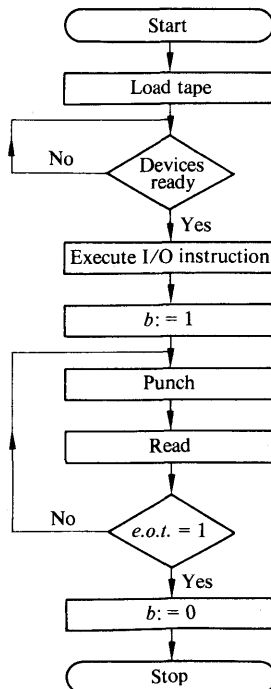 Start
Load tape
No
Devices
ready
Yes
Execute I/O instruction
b: = 1
Punch
Read
No
e.o.t. = 1
Yes
b: = 0
Stop